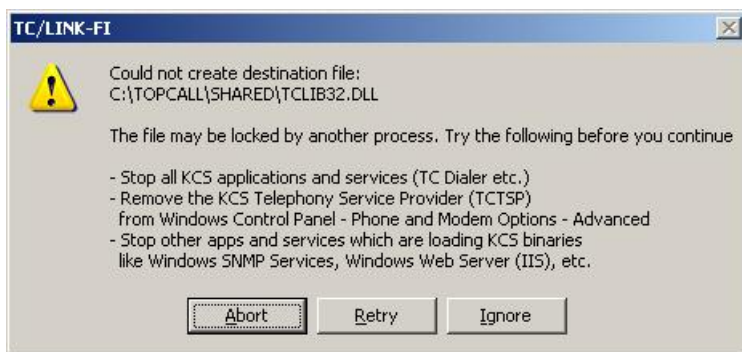 TC/LINK-FI
Could not create destination file:
C:\TOPCALL\SHARED\TCLIB32.DLL
The file may be locked by another process. Try the following before you continue
- Stop all KCS applications and services (TC Dialer etc.)
- Remove the KCS Telephony Service Provider (TCTSP)
from Windows Control Panel - Phone and Modem Options - Advanced
- Stop other apps and services which are loading KCS binaries
like Windows SNMP Services, Windows Web Server (IIS), etc.
Abort Retry Ignore